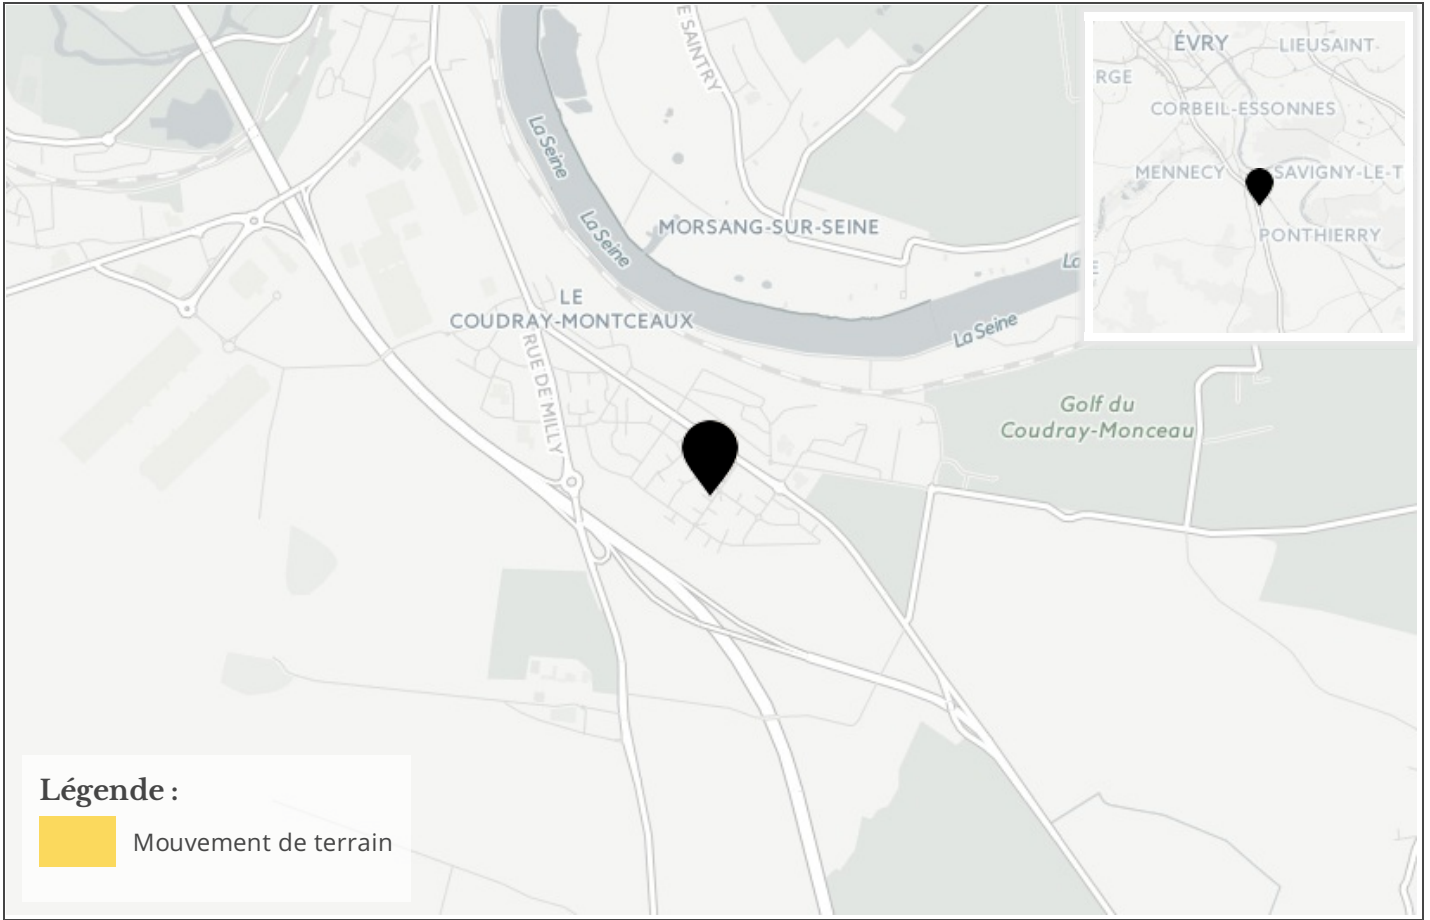 E SAINTRY
La Seine
La Seine
MORSANG-SUR-SEINE
La
La Seine
LE
COUDRAY-MONTCEAUX
RUE DE MILLY
Golf du
Coudray-Monceau
ÉVRY
LIEUSAINT
RGE
CORBEIL-ESSONNES
MENNECY
SAVIGNY-LE-T
PONTHIERRY
E
Légende :
Mouvement de terrain